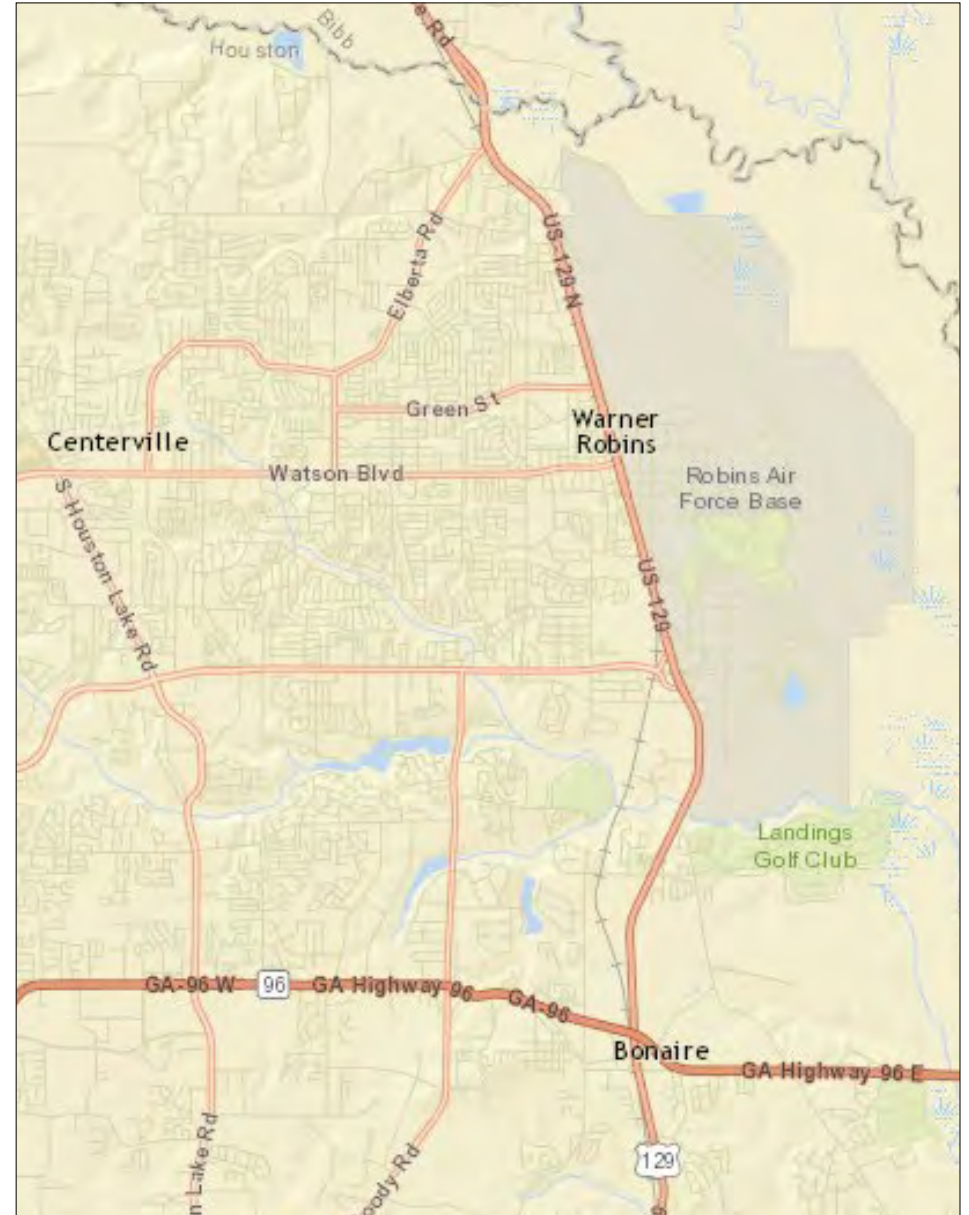 e Rd
Bibb
Houston
Elberta Rd
US-129 N
Green St
Warner
Robins
Centerville
Watson Blvd
Robins Air
Force Base
S Houston Lake Rd
US-129
Landings
Golf Club
GA-96 W
96
GA Highway 96
GA-96
Bonaire
GA Highway 96 E
n Lake Rd
oody Rd
129